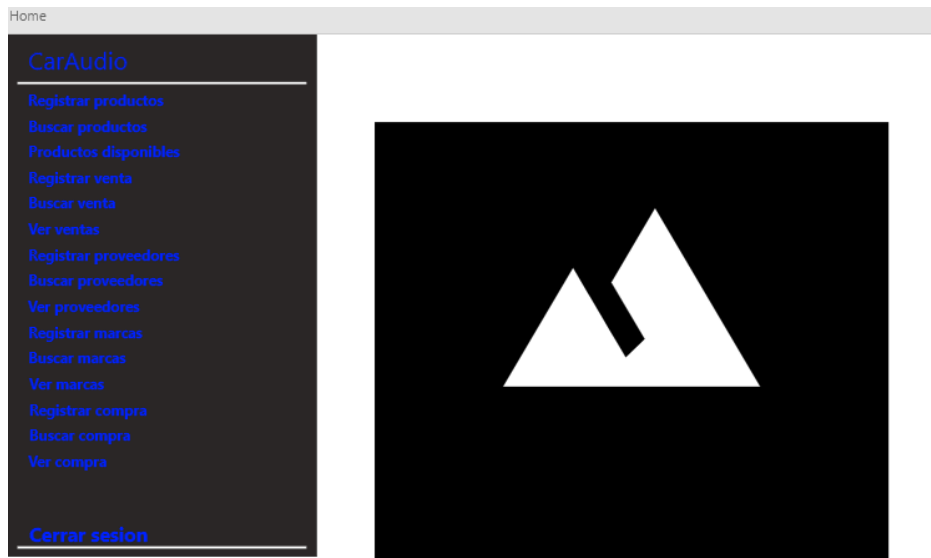 Home
CarAudio
Registrar productos
Buscar productos
Productos disponibles
Registrar venta
Buscar venta
Ver ventas
Registrar proveedores
Buscar proveedores
Ver proveedores
Registrar marcas
Buscar marcas
Ver marcas
Registrar compra
Buscar compra
Ver compra
Cerrar sesion